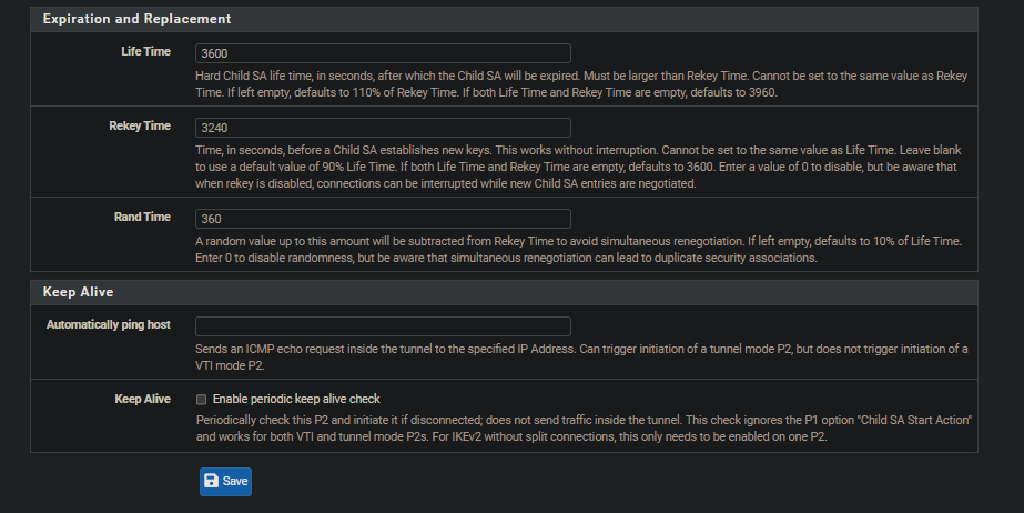 Expiration and Replacement
Life Time
3600
Hard Child SA life time, in seconds, after which the Child SA will be expired. Must be larger than Rekey Time. Cannot be set to the same value as Rekey
Time. If left empty, defaults to 110% of Rekey Time. If both Life Time and Rekey Time are empty, defaults to 3960.
Rekey Time
3240
Time, in seconds, before a Child SA establishes new keys. This works without interruption. Cannot be set to the same value as Life Time. Leave blank
to use a default value of 90% Life Time. If both Life Time and Rekey Time are empty, defaults to 3600. Enter a value of 0 to disable, but be aware that
when rekey is disabled, connections can be interrupted while new Child SA entries are negotiated.
Rand Time
360
A random value up to this amount will be subtracted from Rekey Time to avoid simultaneous renegotiation. If left empty, defaults to 10% of Life Time.
Enter 0 to disable randomness, but be aware that simultaneous renegotiation can lead to duplicate security associations.
Keep Alive
Automatically ping host
Sends an ICMP echo request inside the tunnel to the specified IP Address. Can trigger initiation of a tunnel mode P2, but does not trigger initiation of a
VTI mode P2.
Keep Alive
Enable periodic keep alive check
Periodically check this P2 and initiate it if disconnected; does not send traffic inside the tunnel. This check ignores the P1 option "Child SA Start Action"
and works for both VTI and tunnel mode P2s. For IKEv2 without split connections, this only needs to be enabled on one P2.
Save